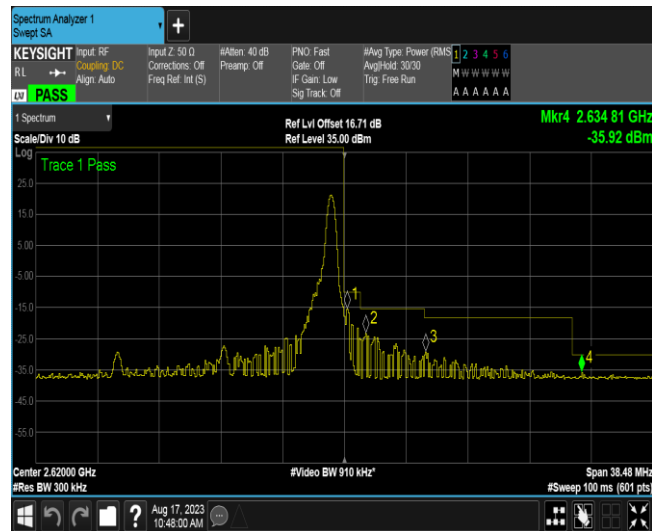 Spectrum Analyzer 1
Swept SA
KEYSIGHT
RL
LXI PASS
Input: RF
Coupling: DC
Align: Auto
Input Z: 50 Ω
Corrections: Off
Freq Ref: Int (S)
#Atten: 40 dB
Preamp: Off
PNO: Fast
Gate: Off
IF Gain: Low
Sig Track: Off
#Avg Type: Power (RMS
Avg|Hold: 30/30
Trig: Free Run
1 2 3 4 5 6
M W W W W W
A A A A A A
1 Spectrum
Scale/Div 10 dB
Ref Lvl Offset 16.71 dB
Ref Level 35.00 dBm
Mkr4 2.634 81 GHz
-35.92 dBm
Log
Trace 1 Pass
25.0
15.0
5.00
-5.00
-15.0
-25.0
-35.0
-45.0
-55.0
1
2
3
4
Center 2.62000 GHz
#Res BW 300 kHz
#Video BW 910 kHz*
Span 38.48 MHz
#Sweep 100 ms (601 pts)
?
Aug 17, 2023
10:48:00 AM